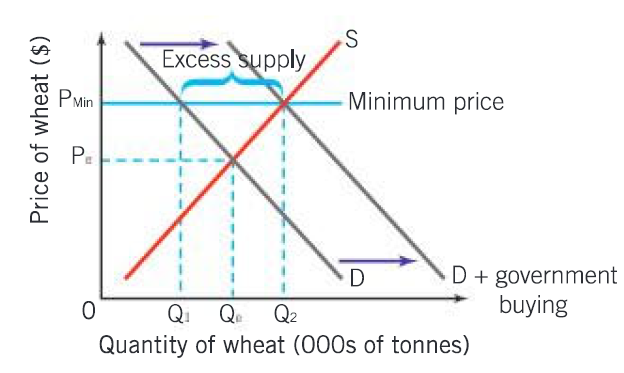 Price of wheat ($)
S
Excess supply
PMin
Minimum price
Pe
D
D + government
buying
0
Q1
Qe
Q2
Quantity of wheat (000s of tonnes)